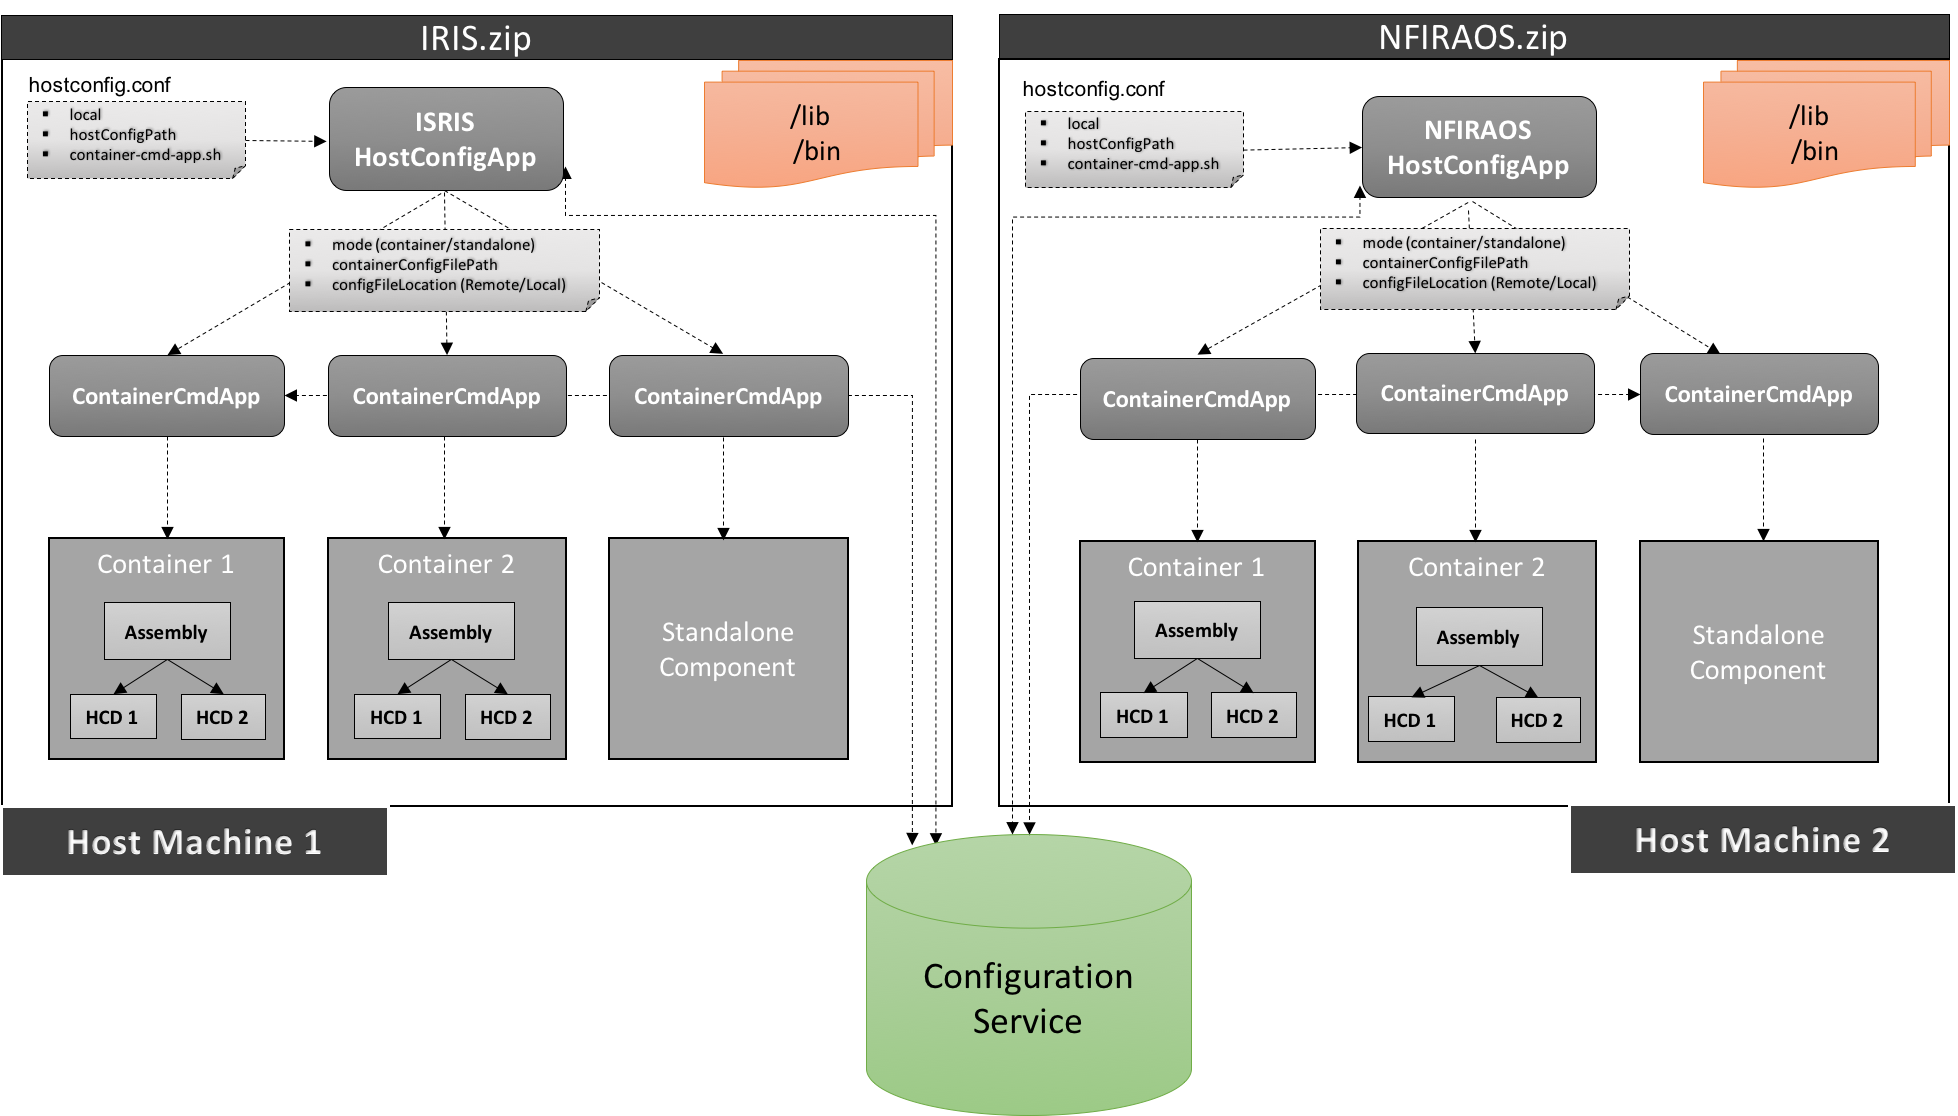 IRIS.zip
hostconfig.conf
▪ local
▪ hostConfigPath
▪ container-cmd-app.sh
ISRIS
HostConfigApp
/lib
/bin
▪ mode (container/standalone)
▪ containerConfigFilePath
▪ configFileLocation (Remote/Local)
ContainerCmdApp
ContainerCmdApp
ContainerCmdApp
Container 1
Assembly
HCD 1
HCD 2
Container 2
Assembly
HCD 1
HCD 2
Standalone
Component
Host Machine 1
NFIRAOS.zip
hostconfig.conf
▪ local
▪ hostConfigPath
▪ container-cmd-app.sh
NFIRAOS
HostConfigApp
/lib
/bin
▪ mode (container/standalone)
▪ containerConfigFilePath
▪ configFileLocation (Remote/Local)
ContainerCmdApp
ContainerCmdApp
ContainerCmdApp
Container 1
Assembly
HCD 1
HCD 2
Container 2
Assembly
HCD 1
HCD 2
Standalone
Component
Host Machine 2
Configuration
Service